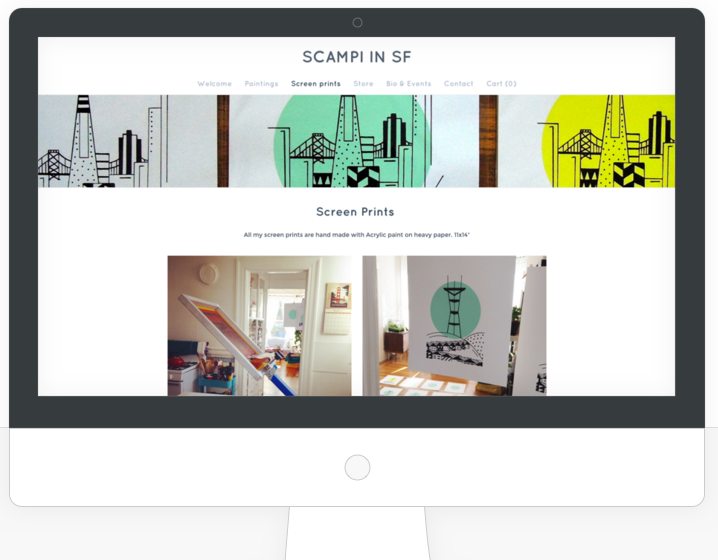 SCAMPI IN SF
Welcome Paintings Screen prints Store Bio & Events Contact Cart (0)
Screen Prints
All my screen prints are hand made with Acrylic paint on heavy paper. 11x14"